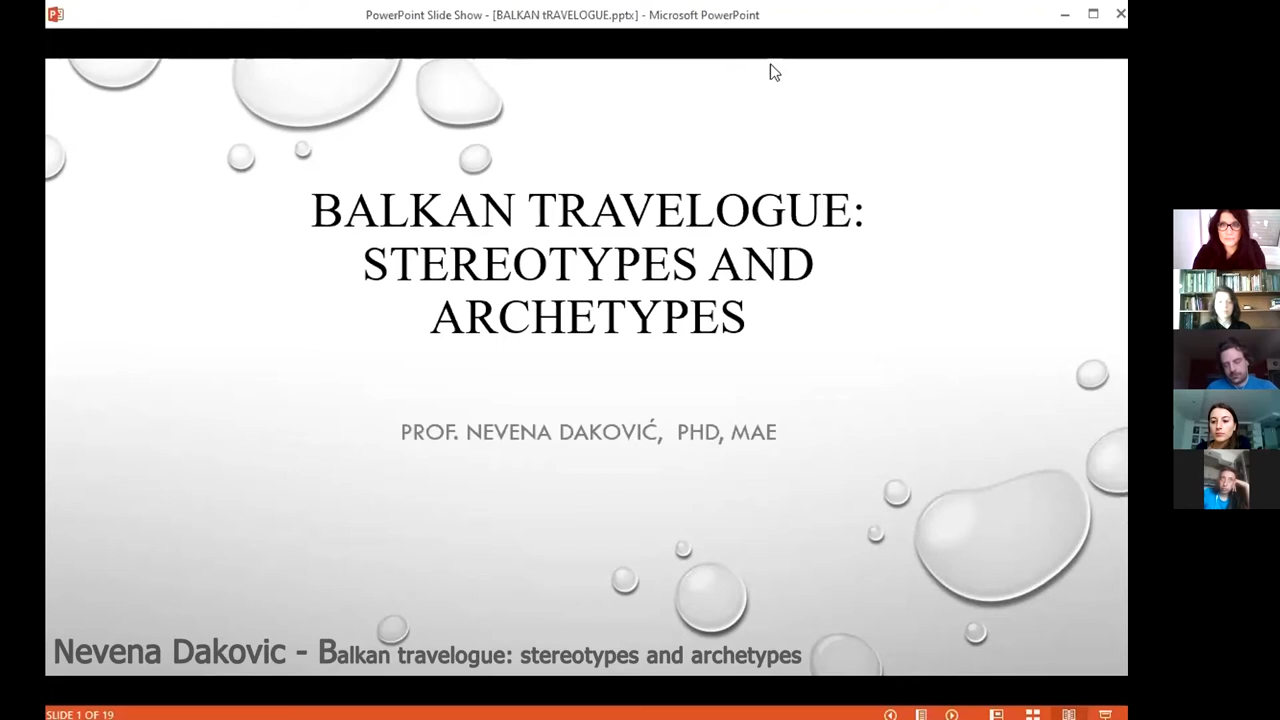 PowerPoint Slide Show - [BALKAN tRAVELOGUE.pptx] - Microsoft PowerPoint
BALKAN TRAVELOGUE:
STEREOTYPES AND
ARCHETYPES
PROF. NEVENA DAKOVIĆ, PHD, MAE
Nevena Dakovic - Balkan travelogue: stereotypes and archetypes
SLIDE 1 OF 19